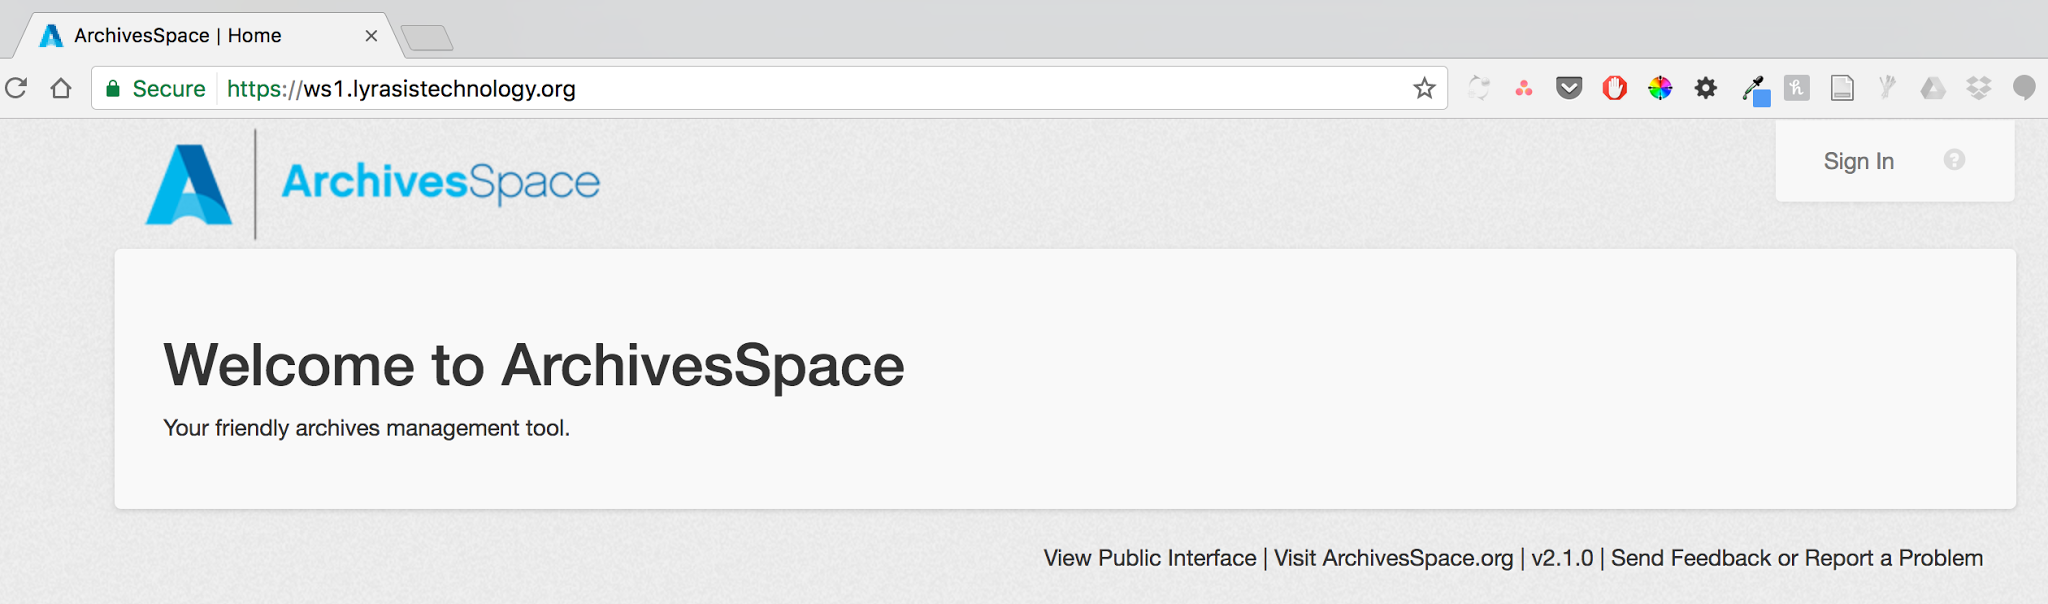 ArchivesSpace | Home
Secure https://ws1.lyrasistechnology.org
ArchivesSpace
Sign In
Welcome to ArchivesSpace
Your friendly archives management tool.
View Public Interface | Visit ArchivesSpace.org | v2.1.0 | Send Feedback or Report a Problem